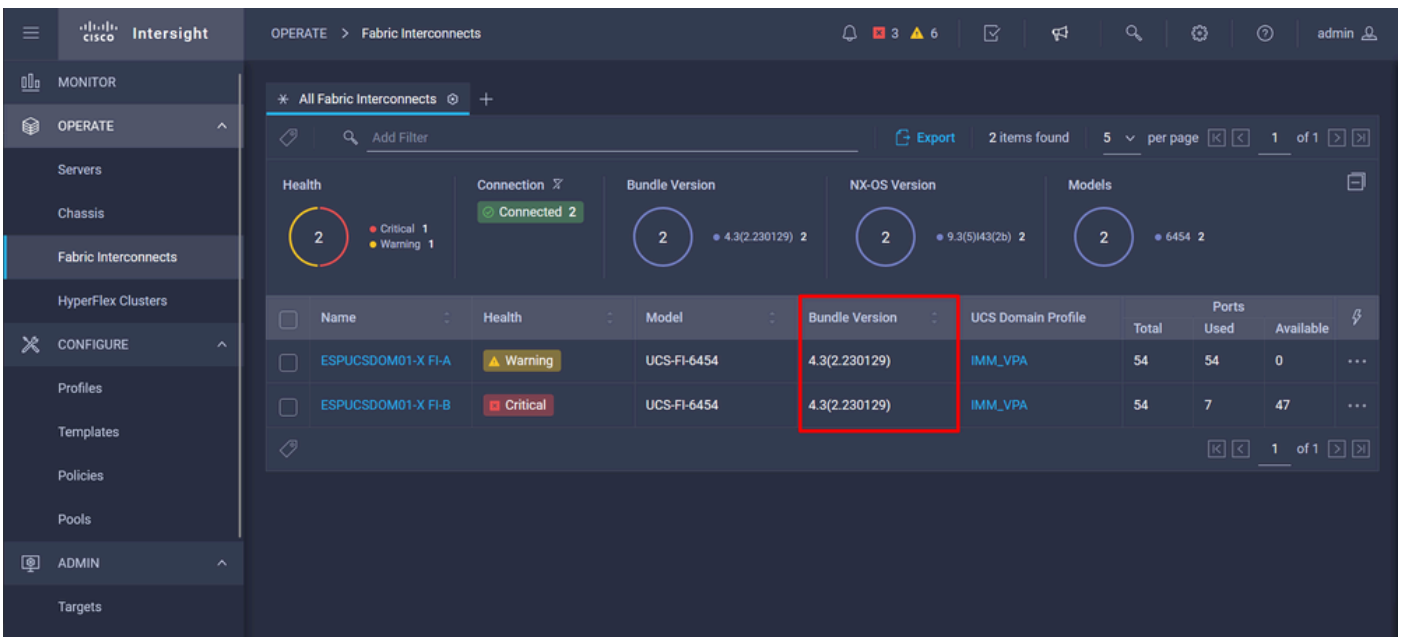 cisco Intersight
OPERATE > Fabric Interconnects
3 6
admin
MONITOR
OPERATE
Servers
Chassis
Fabric Interconnects
HyperFlex Clusters
CONFIGURE
Profiles
Templates
Policies
Pools
ADMIN
Targets
All Fabric Interconnects
Add Filter
Export 2 items found 5 per page 1 of 1
Health
2
Critical 1
Warning 1
Connection
Connected 2
Bundle Version
2
4.3(2.230129) 2
NX-OS Version
2
9.3(5)I43(2b) 2
Models
2
6454 2
Name Health Model Bundle Version UCS Domain Profile Ports
Total Used Available
ESPUCSDOM01-X FI-A Warning UCS-FI-6454 4.3(2.230129) IMM_VPA 54 54 0
ESPUCSDOM01-X FI-B Critical UCS-FI-6454 4.3(2.230129) IMM_VPA 54 7 47
1 of 1